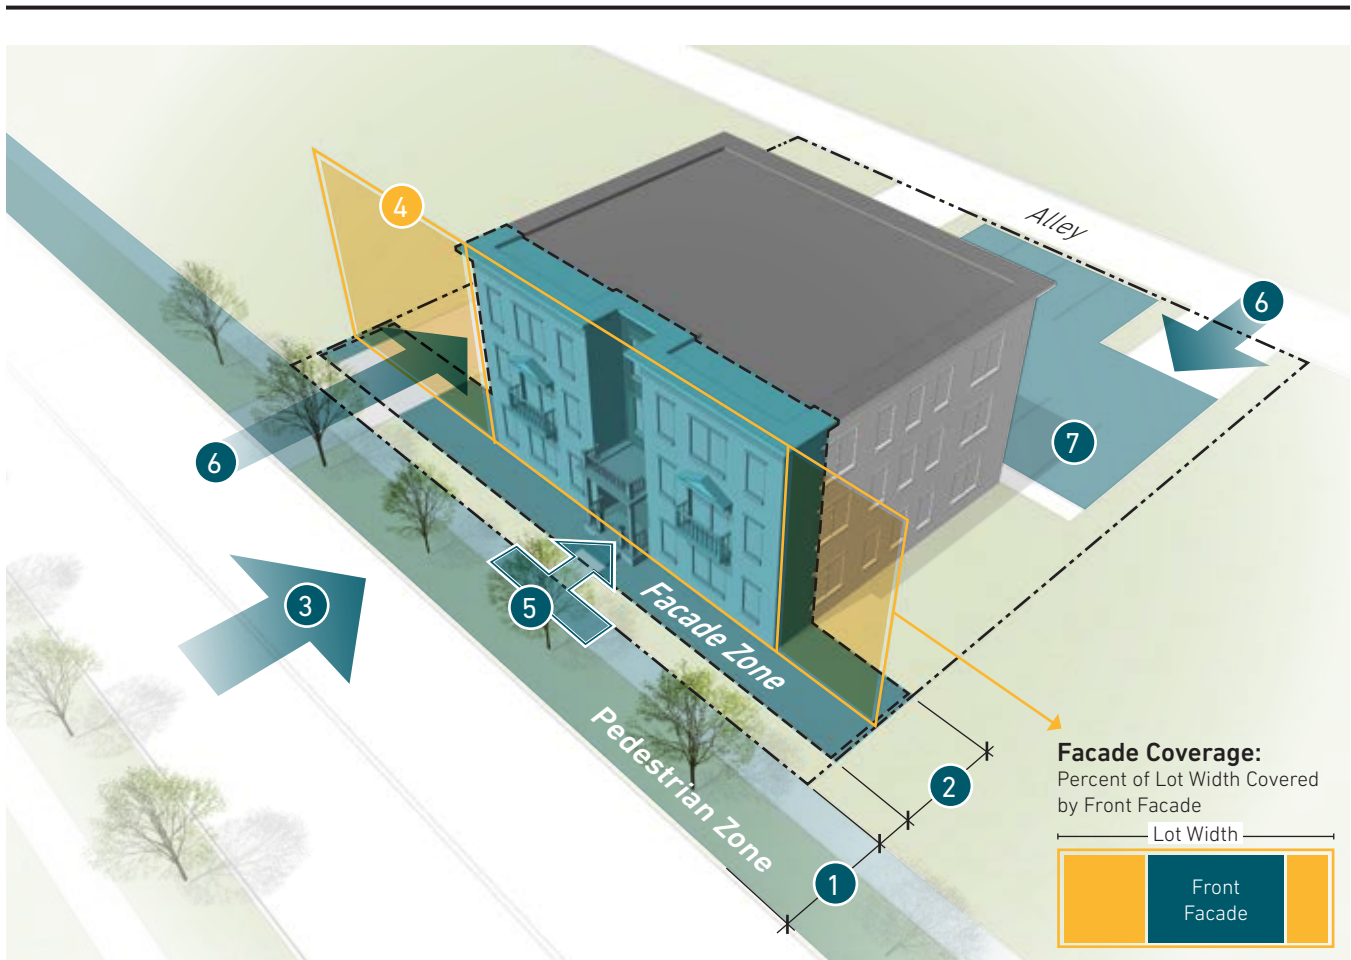 Alley
4
6
6
7
3
5
Facade Zone
Pedestrian Zone
2
1
Facade Coverage:
Percent of Lot Width Covered
by Front Facade
Lot Width
Front
Facade